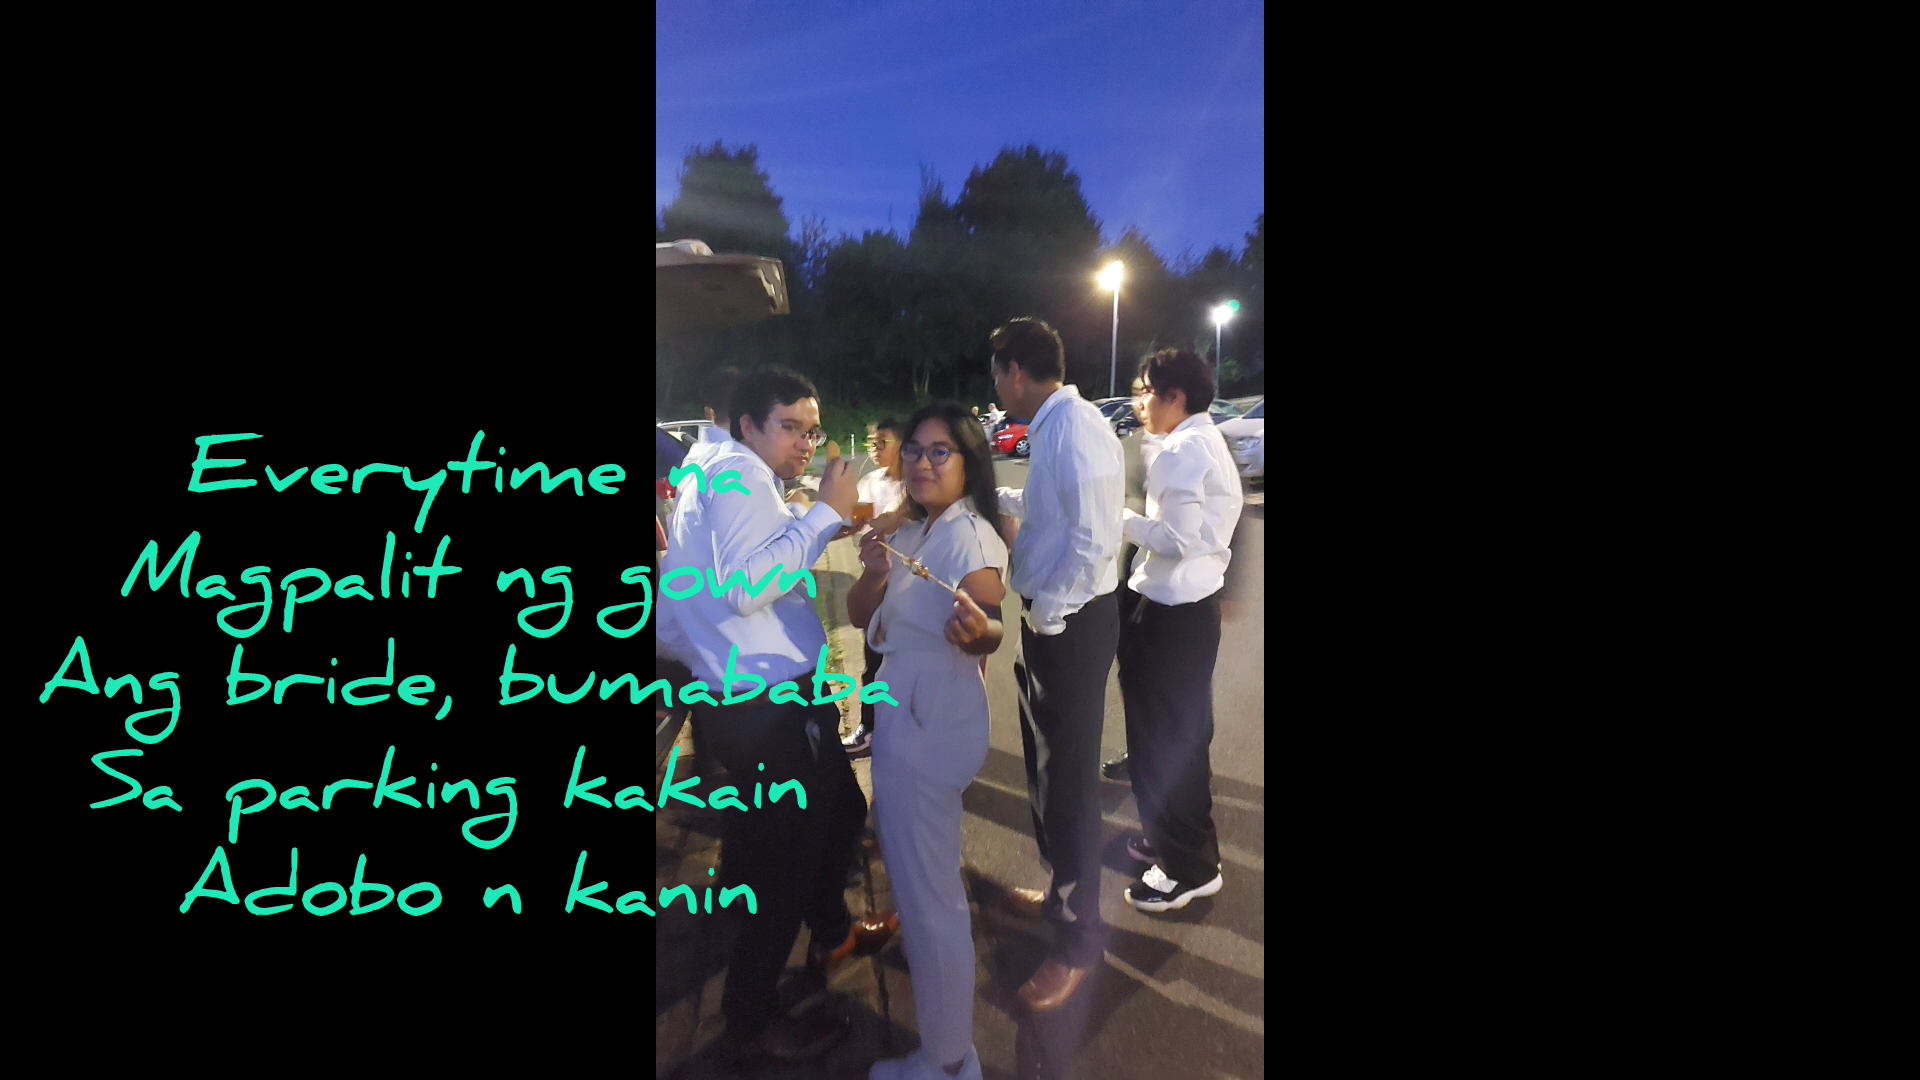 Everytime na
Magpalit ng gown
Ang bride, bumababa
Sa parking kakain
Adobo n kanin